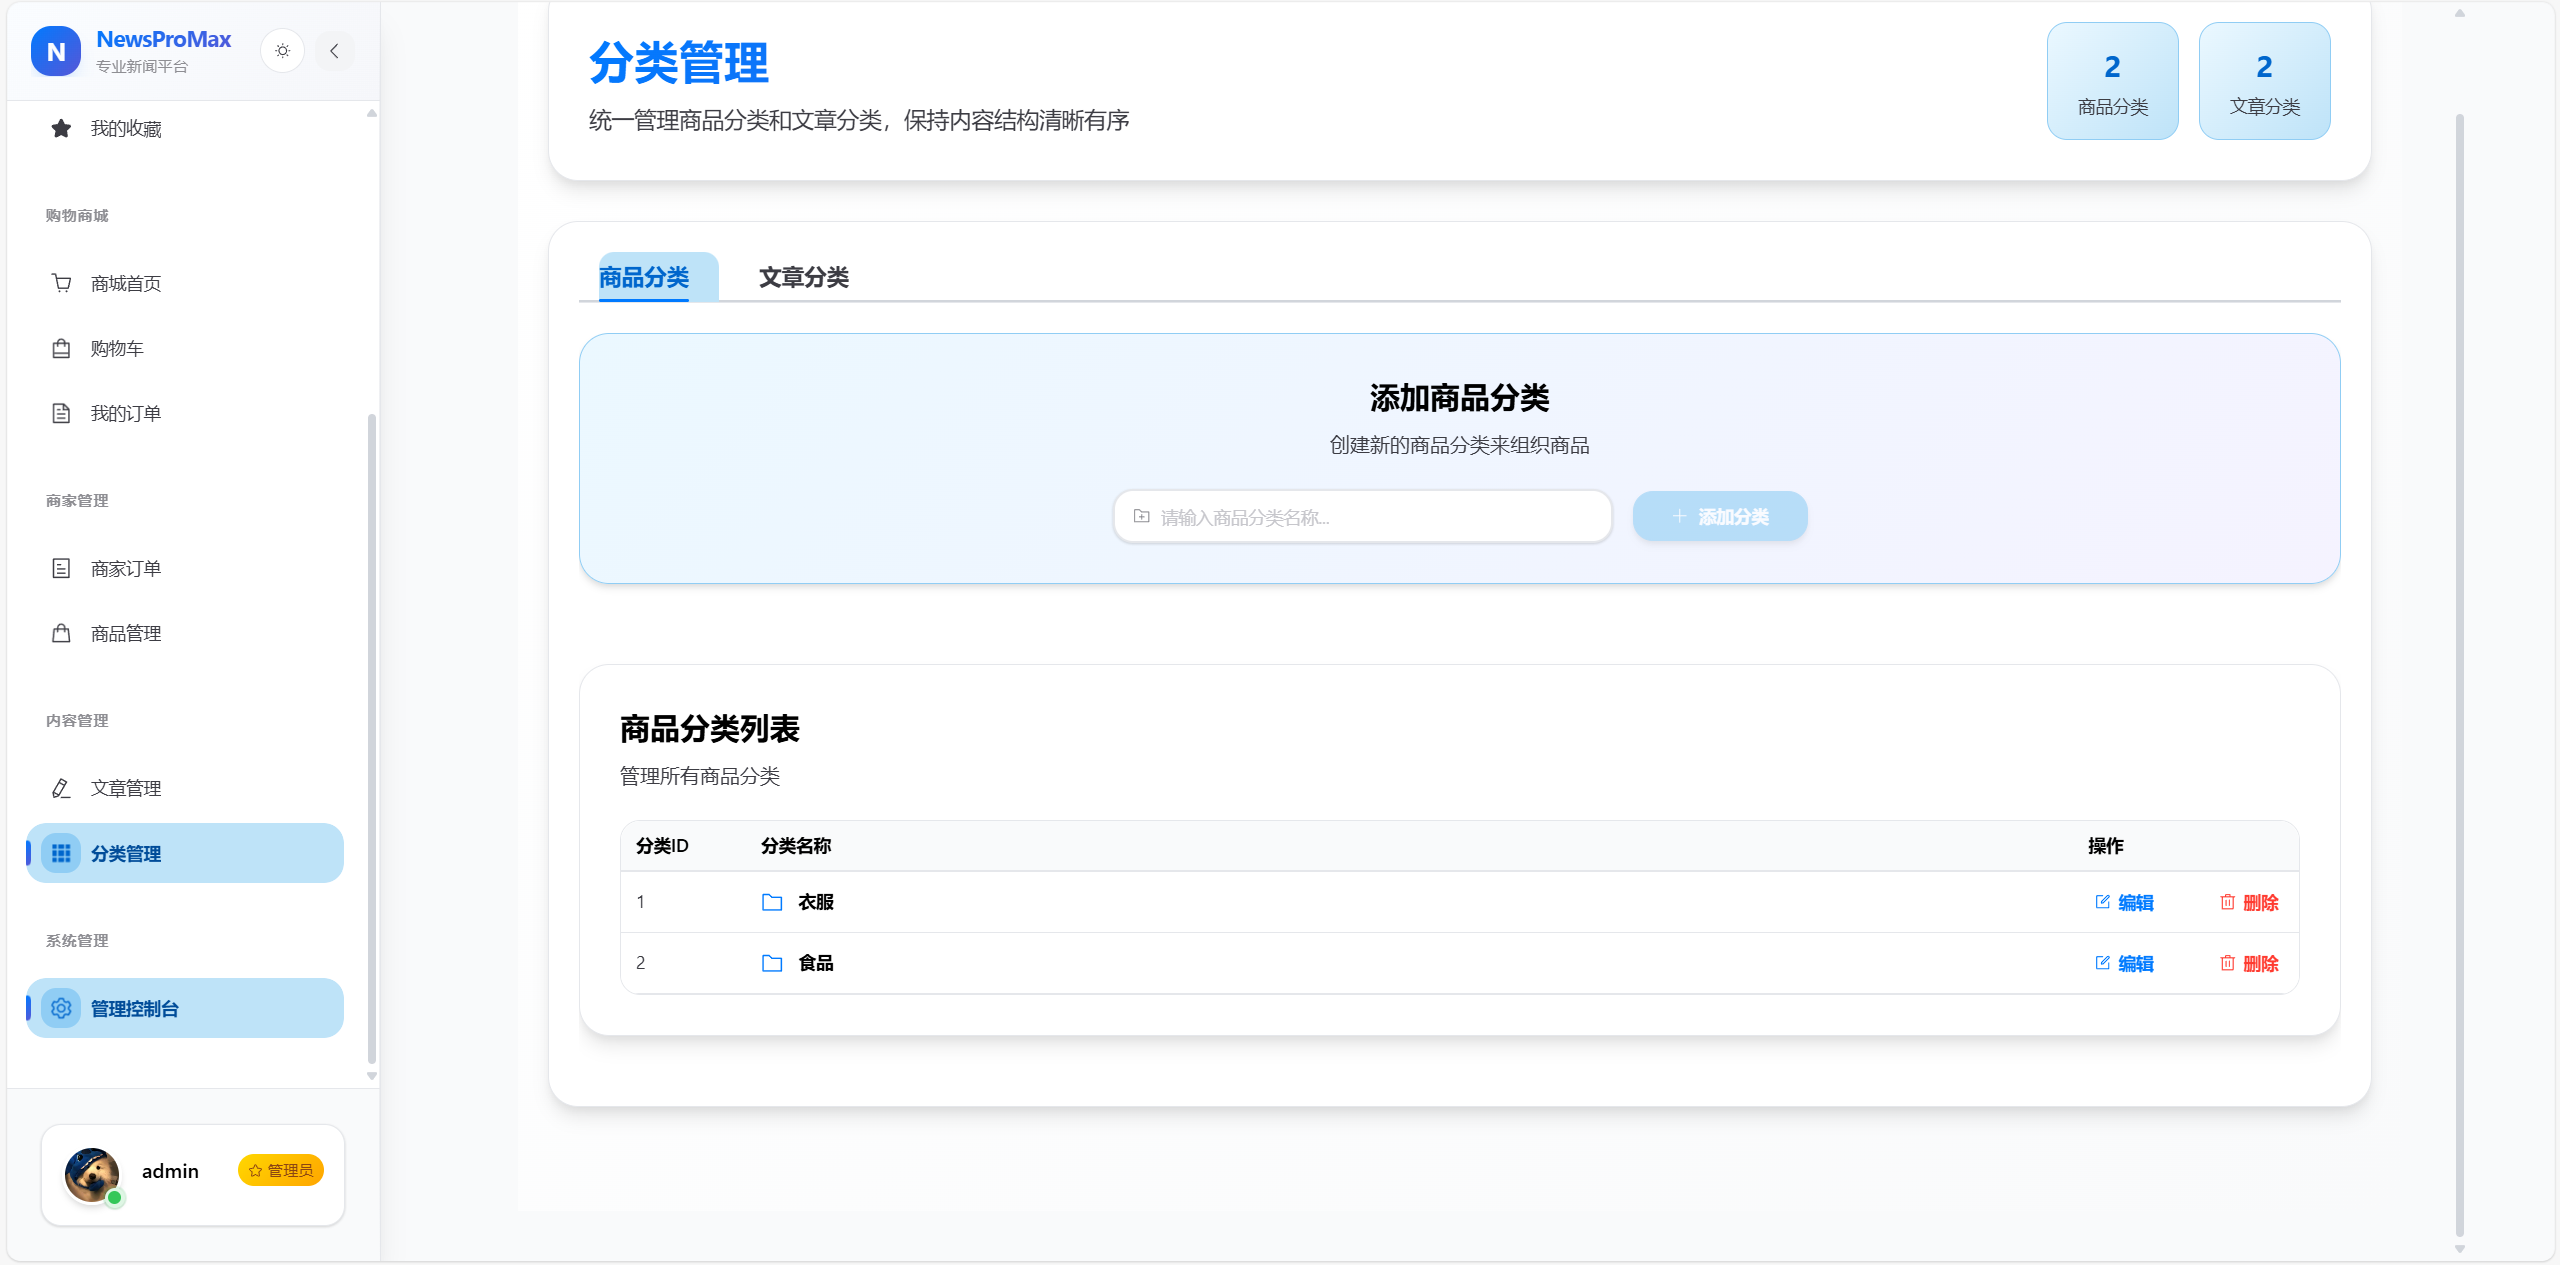 N
NewsProMax
专业新闻平台
我的收藏
购物商城
商城首页
购物车
我的订单
商家管理
商家订单
商品管理
内容管理
文章管理
分类管理
系统管理
管理控制台
admin
管理员
分类管理
统一管理商品分类和文章分类，保持内容结构清晰有序
2
商品分类
2
文章分类
商品分类 文章分类
添加商品分类
创建新的商品分类来组织商品
请输入商品分类名称...
添加分类
商品分类列表
管理所有商品分类
分类ID 分类名称 操作
1 衣服 编辑 删除
2 食品 编辑 删除